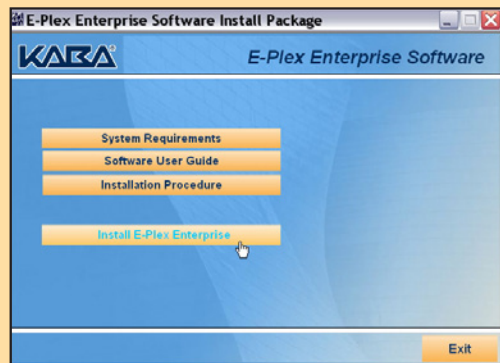 E-Plex Enterprise Software Install Package
KABA
E-Plex Enterprise Software
System Requirements
Software User Guide
Installation Procedure
Install E-Plex Enterprise
Exit